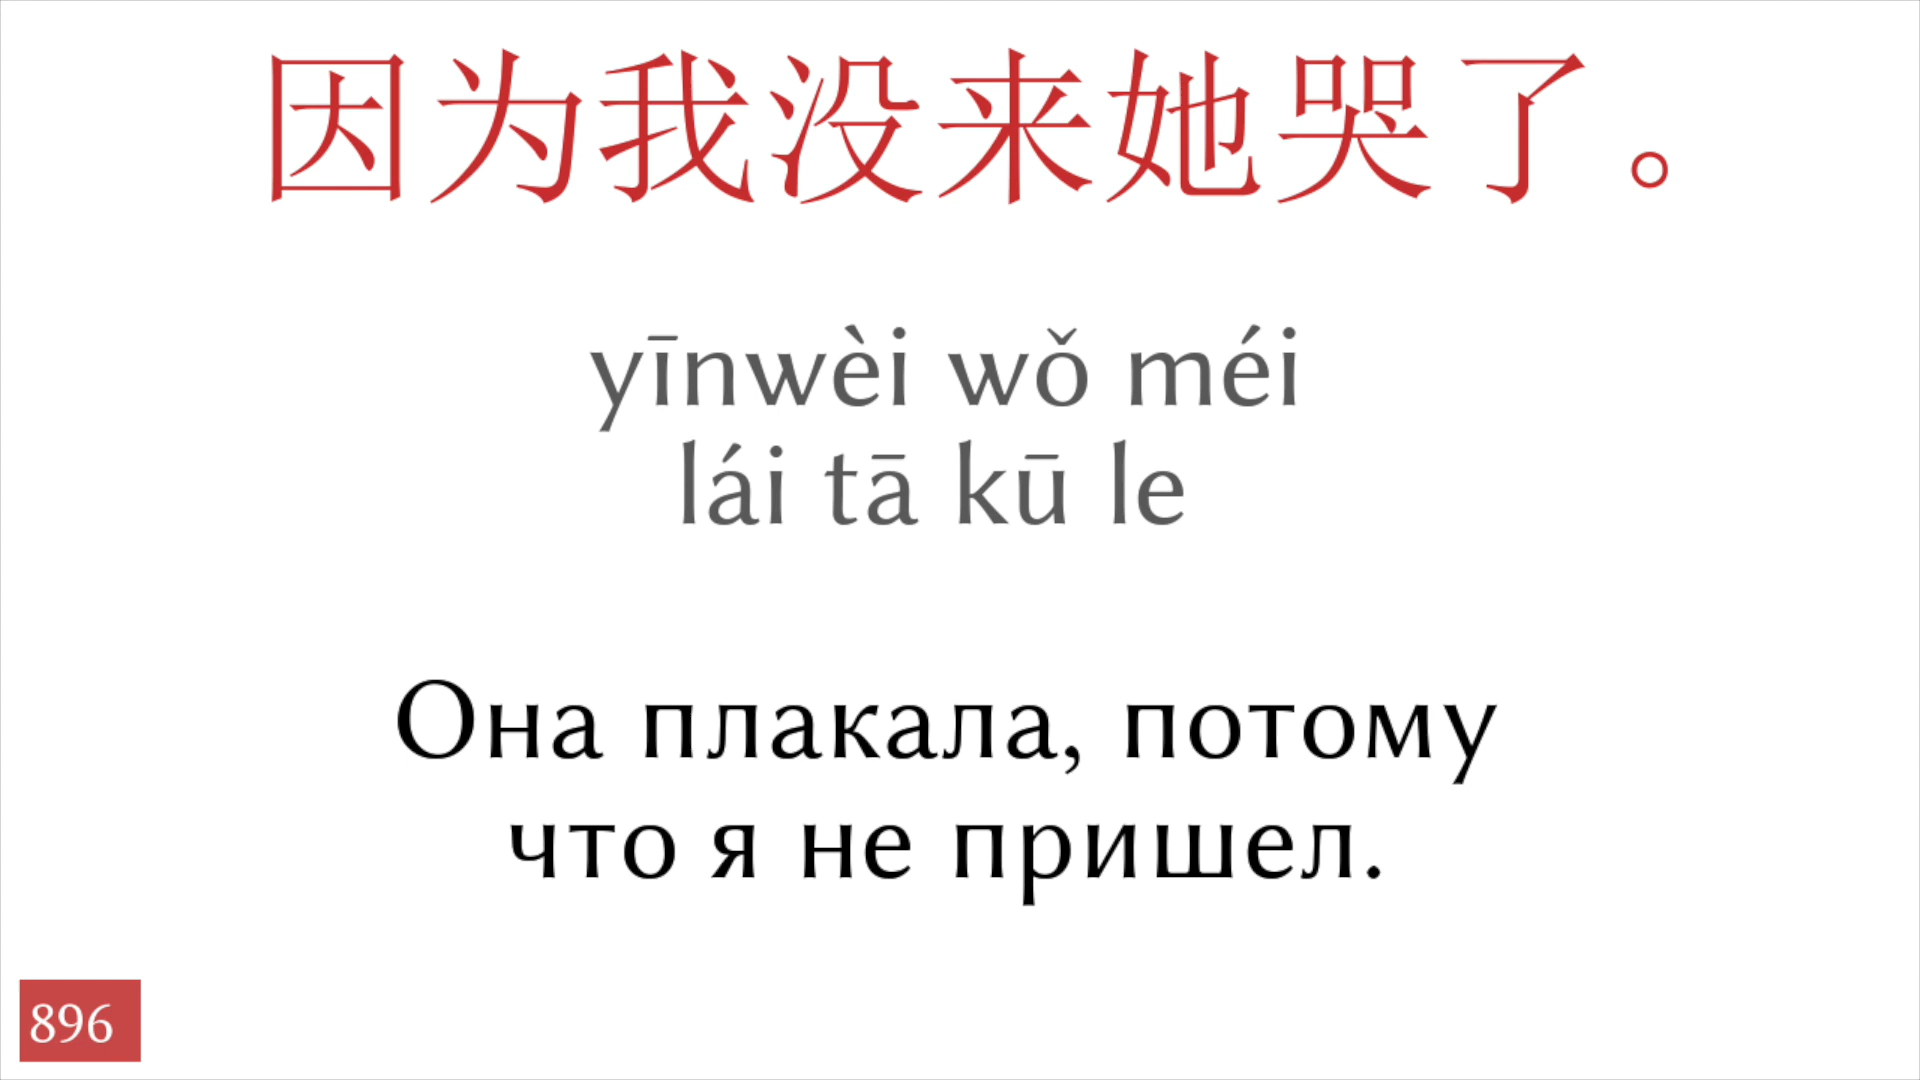 因为我没来她哭了。
yīnwèi wǒ méi
lái tā kū le
Она плакала, потому
что я не пришел.
896